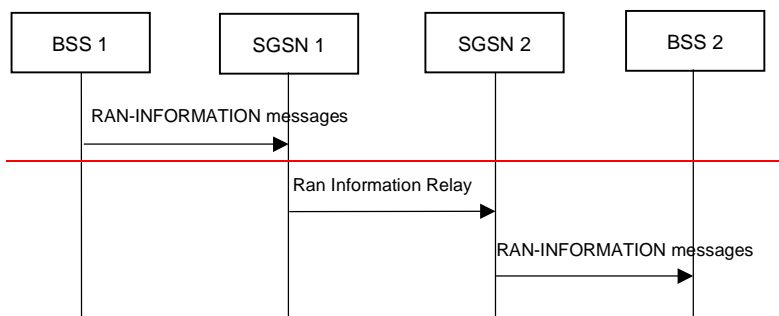 BSS 1
SGSN 1
SGSN 2
BSS 2
RAN-INFORMATION messages
Ran Information Relay
RAN-INFORMATION messages